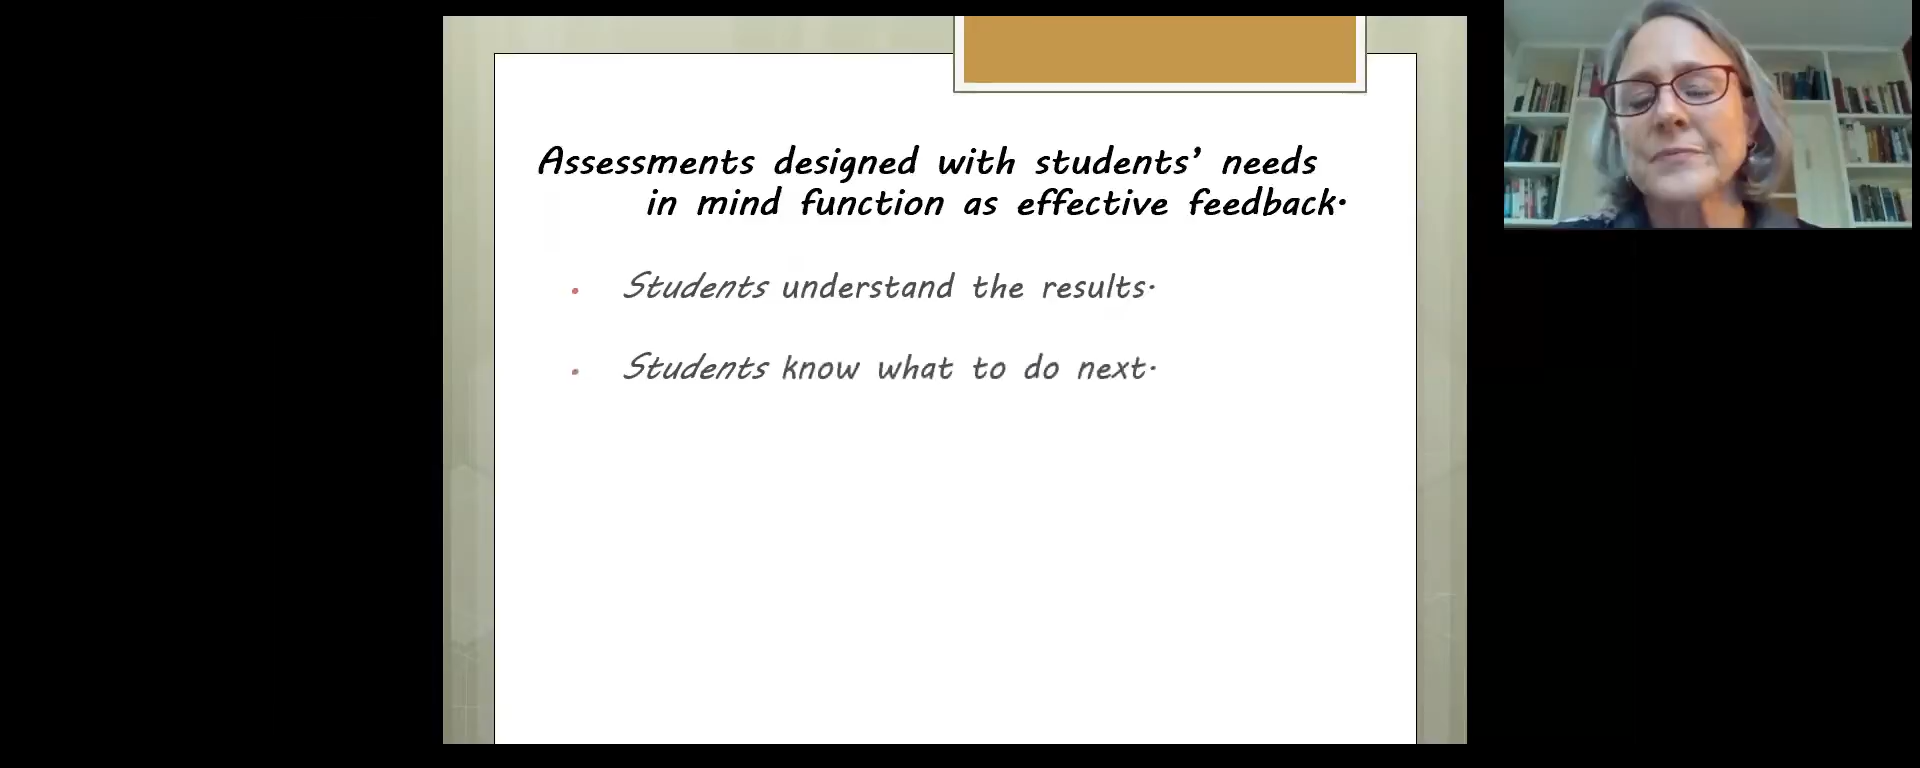 Assessments designed with students’ needs
in mind function as effective feedback.
• Students understand the results.
• Students know what to do next.